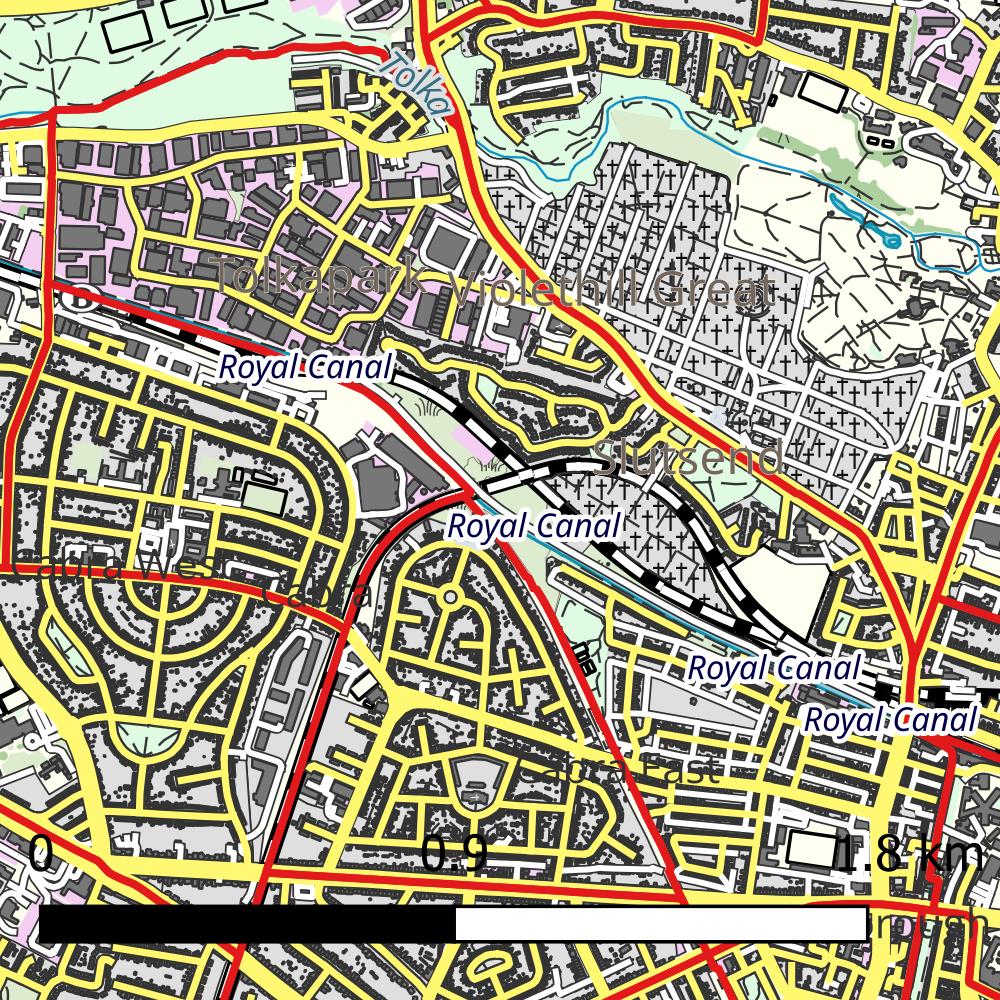 Tolka
Tolkapark
Violethill Great
Royal Canal
Slutsend
Royal Canal
Cabra Wes
Cabra
Royal Canal
Royal Canal
Cabra East
0
0.9
1.8 km